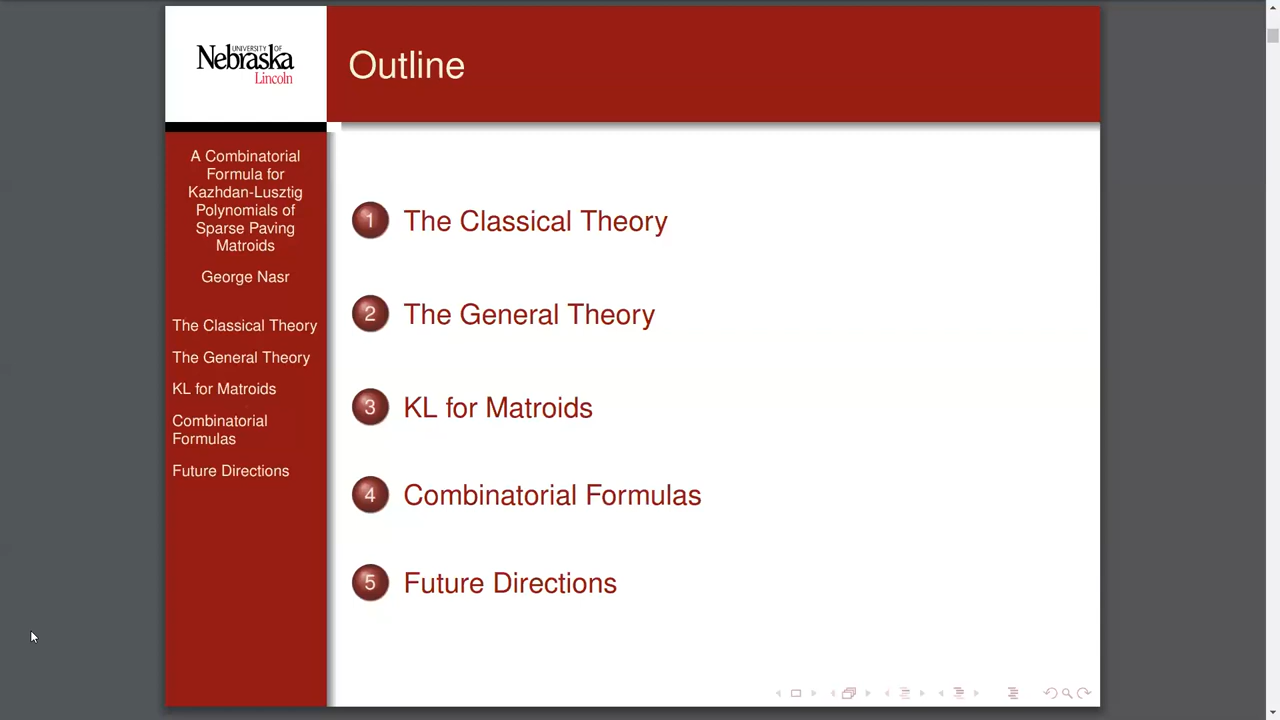 UNIVERSITY OF
Nebraska
Lincoln
Outline
A Combinatorial
Formula for
Kazhdan-Lusztig
Polynomials of
Sparse Paving
Matroids
George Nasr
The Classical Theory
The General Theory
KL for Matroids
Combinatorial
Formulas
Future Directions
1 The Classical Theory
2 The General Theory
3 KL for Matroids
4 Combinatorial Formulas
5 Future Directions